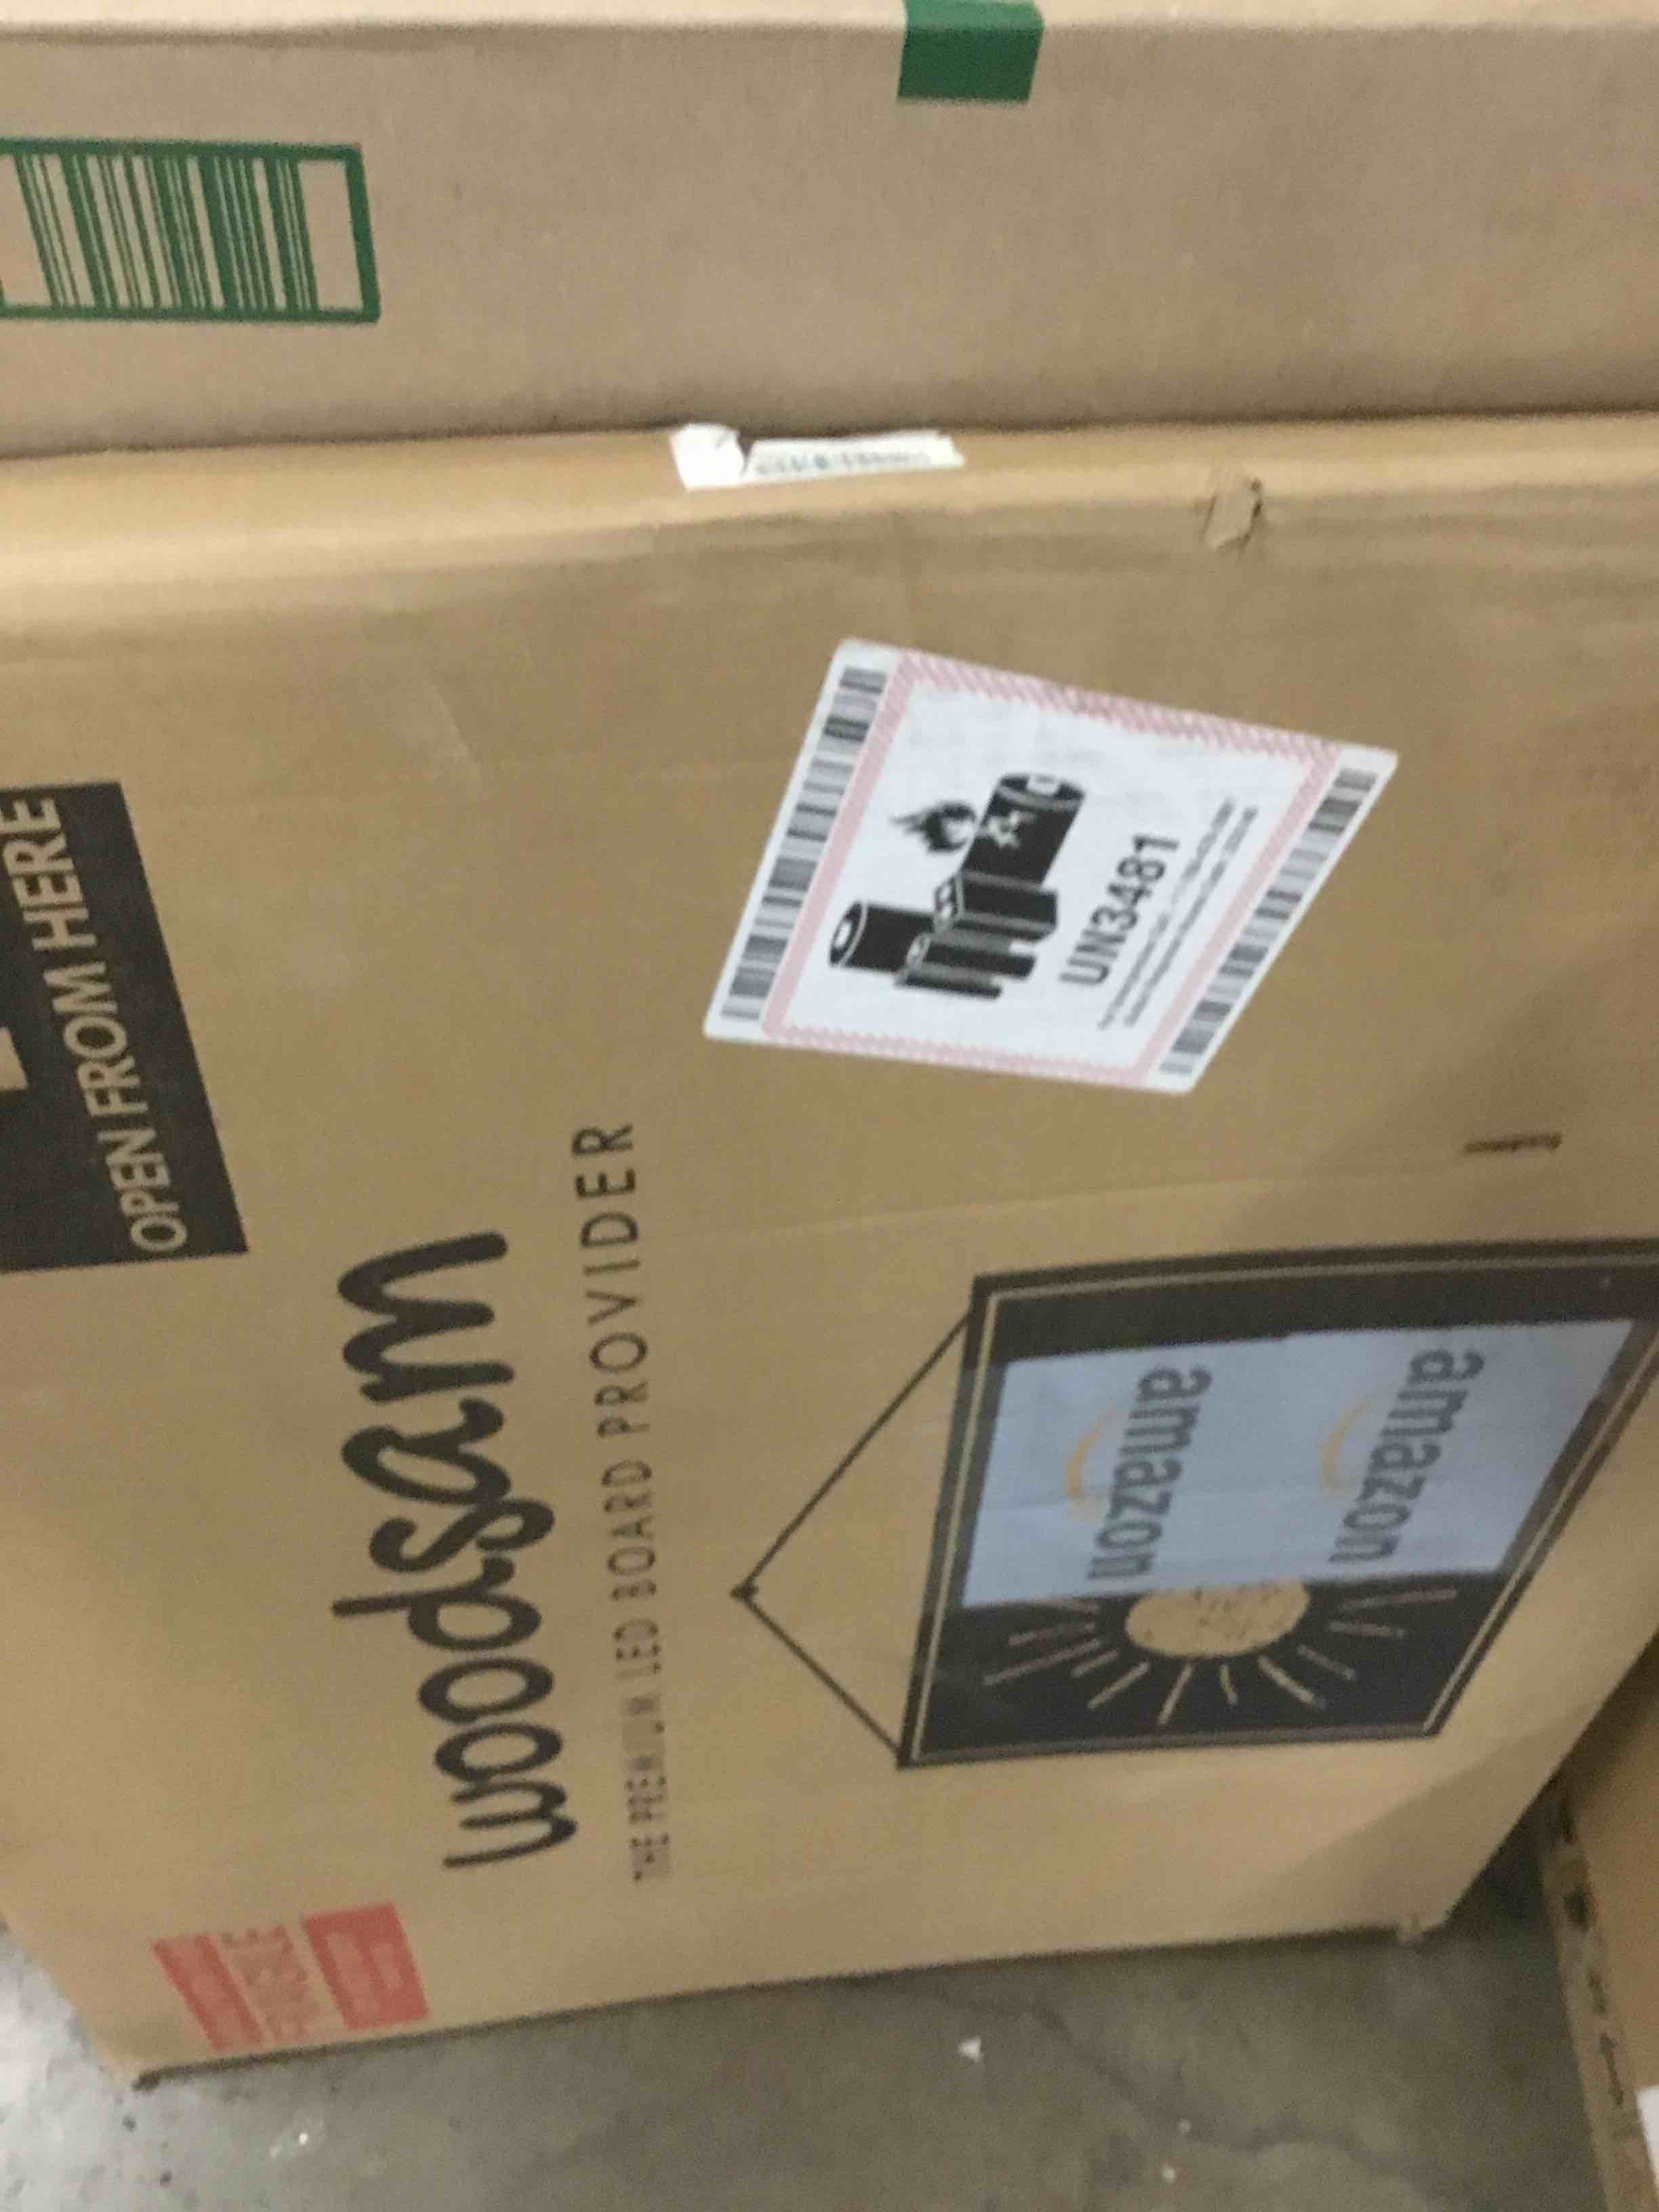 OPEN FROM HERE
woodsam
THE PREMIUM LED BOARD PROVIDER
UN3481
amazon
amazon